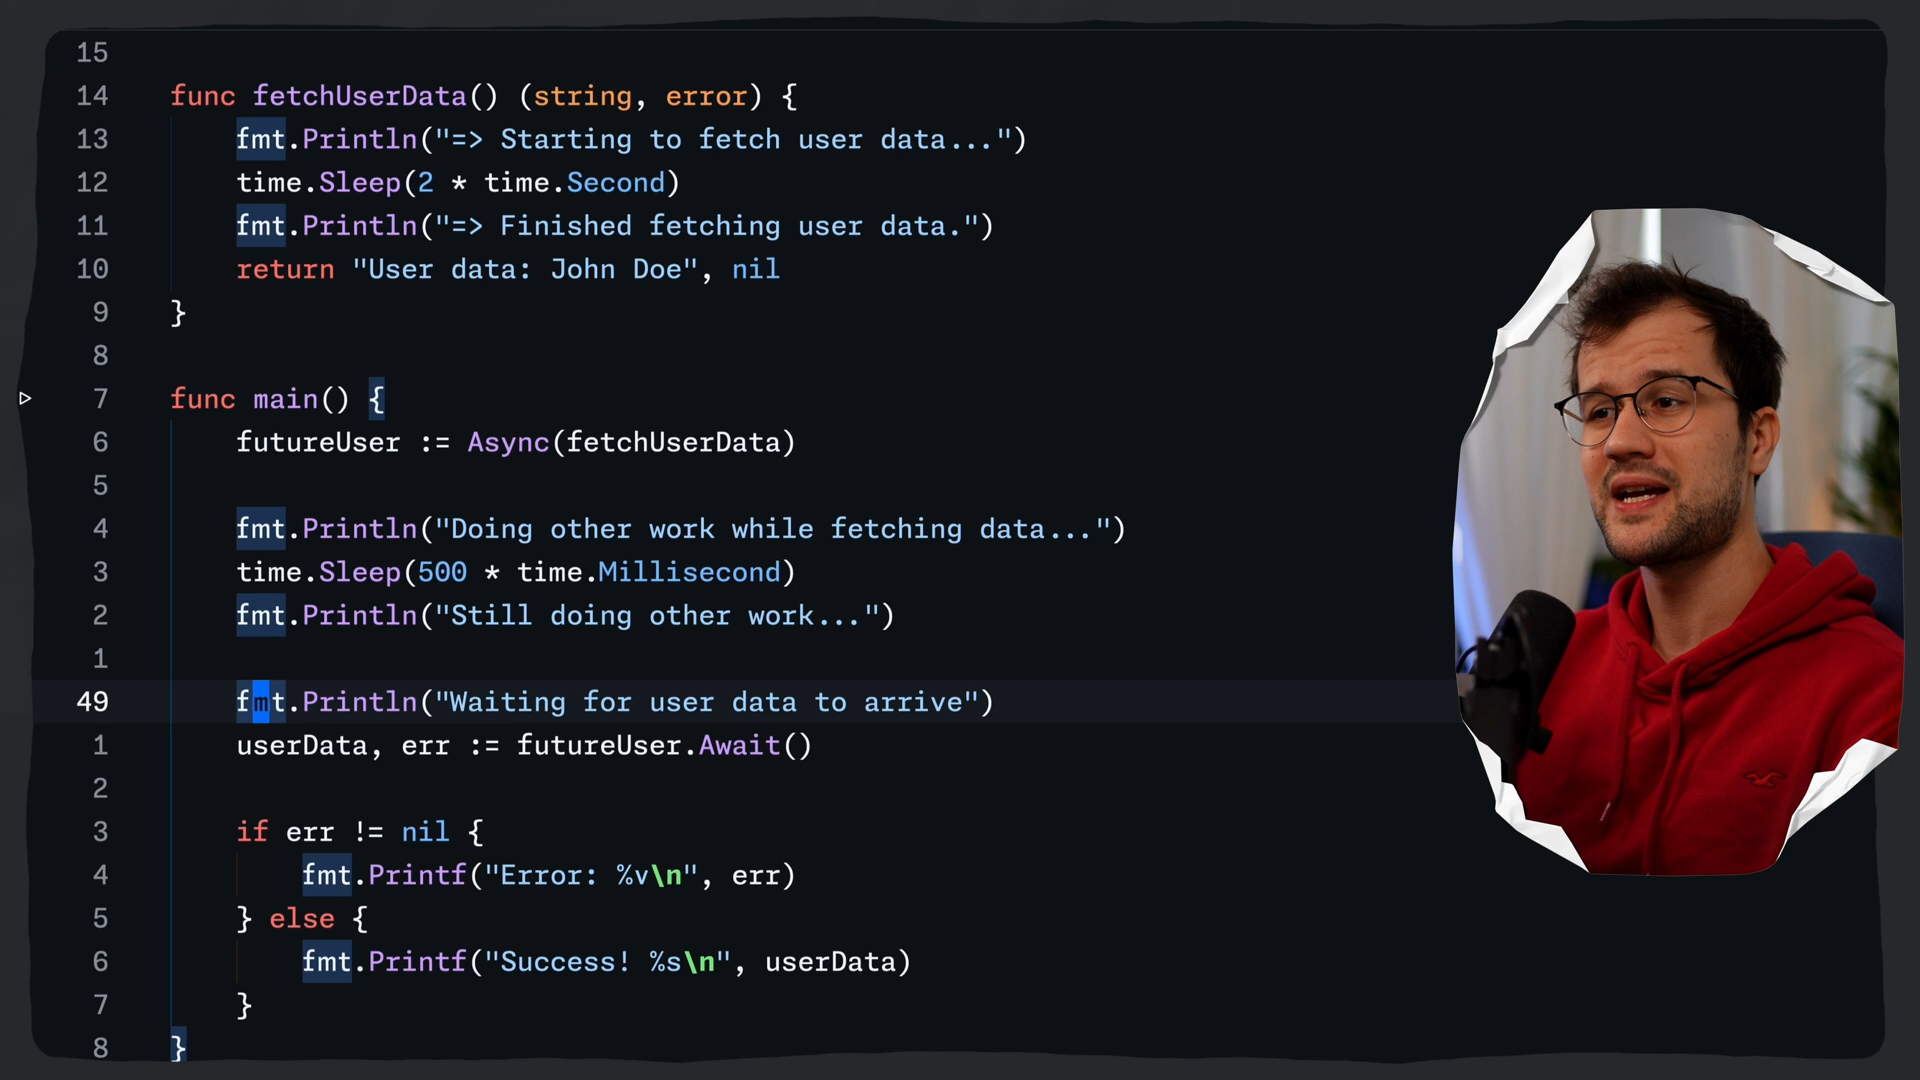 15
14 func fetchUserData() (string, error) {
13 fmt.Println("=> Starting to fetch user data...")
12 time.Sleep(2 * time.Second)
11 fmt.Println("=> Finished fetching user data.")
10 return "User data: John Doe", nil
9 }
8
7 func main() {
6 futureUser := Async(fetchUserData)
5
4 fmt.Println("Doing other work while fetching data...")
3 time.Sleep(500 * time.Millisecond)
2 fmt.Println("Still doing other work...")
1
49 fmt.Println("Waiting for user data to arrive")
1 userData, err := futureUser.Await()
2
3 if err != nil {
4 fmt.Printf("Error: %v\n", err)
5 } else {
6 fmt.Printf("Success! %s\n", userData)
7 }
8 }